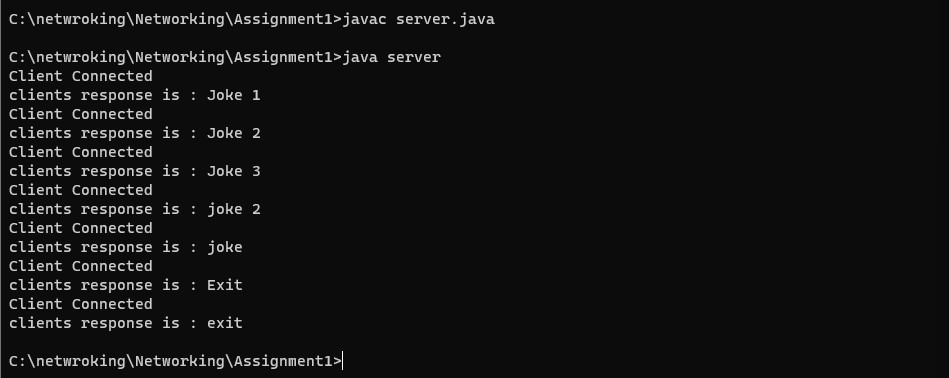 C:\netwroking\Networking\Assignment1>javac server.java
C:\netwroking\Networking\Assignment1>java server
Client Connected
clients response is : Joke 1
Client Connected
clients response is : Joke 2
Client Connected
clients response is : Joke 3
Client Connected
clients response is : joke 2
Client Connected
clients response is : joke
Client Connected
clients response is : Exit
Client Connected
clients response is : exit
C:\netwroking\Networking\Assignment1>